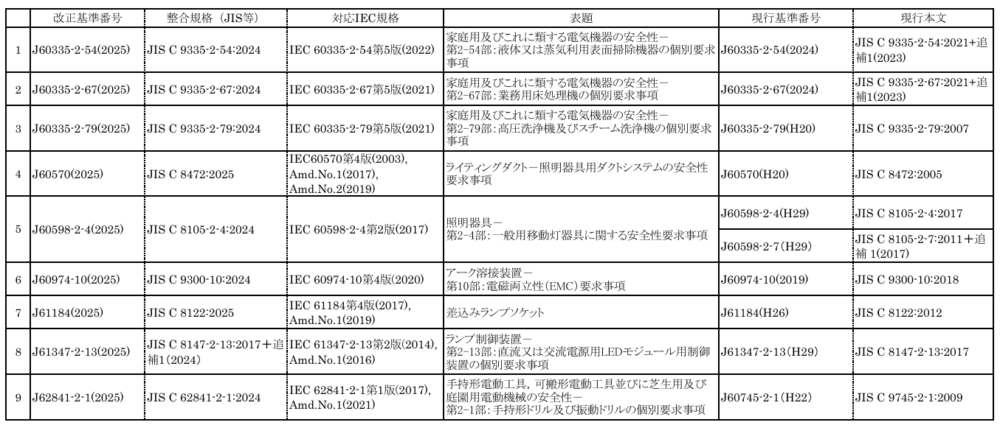 改正基準番号 整合規格（JIS等） 対応IEC規格 表題 現行基準番号 現行本文
1 J60335-2-54(2025) JIS C 9335-2-54:2024 IEC 60335-2-54第5版(2022) 家庭用及びこれに類する電気機器の安全性－
第2-54部：液体又は蒸気利用表面掃除機器の個別要求
事項 J60335-2-54(2024) JIS C 9335-2-54:2021+追
補1(2023)
2 J60335-2-67(2025) JIS C 9335-2-67:2024 IEC 60335-2-67第5版(2021) 家庭用及びこれに類する電気機器の安全性－
第2-67部：業務用床処理機の個別要求事項 J60335-2-67(2024) JIS C 9335-2-67:2021+追
補1(2023)
3 J60335-2-79(2025) JIS C 9335-2-79:2024 IEC 60335-2-79第5版(2021) 家庭用及びこれに類する電気機器の安全性－
第2-79部：高圧洗浄機及びスチーム洗浄機の個別要求
事項 J60335-2-79(H20) JIS C 9335-2-79:2007
4 J60570(2025) JIS C 8472:2025 IEC60570第4版(2003),
Amd.No.1(2017),
Amd.No.2(2019) ライティングダクト－照明器具用ダクトシステムの安全性
要求事項 J60570(H20) JIS C 8472:2005
5 J60598-2-4(2025) JIS C 8105-2-4:2024 IEC 60598-2-4第2版(2017) 照明器具－
第2-4部：一般用移動灯器具に関する安全性要求事項 J60598-2-4(H29) JIS C 8105-2-4:2017
J60598-2-7（H29） JIS C 8105-2-7:2011＋追
補 1(2017)
6 J60974-10(2025) JIS C 9300-10:2024 IEC 60974-10第4版(2020) アーク溶接装置－
第10部：電磁両立性（EMC）要求事項 J60974-10(2019) JIS C 9300-10:2018
7 J61184(2025) JIS C 8122:2025 IEC 61184第4版(2017),
Amd.No.1(2019) 差込みランプソケット J61184(H26) JIS C 8122:2012
8 J61347-2-13(2025) JIS C 8147-2-13:2017＋追
補1（2024） IEC 61347-2-13第2版(2014),
Amd.No.1(2016) ランプ制御装置－
第2-13部：直流又は交流電源用LEDモジュール用制御
装置の個別要求事項 J61347-2-13（H29） JIS C 8147-2-13:2017
9 J62841-2-1(2025) JIS C 62841-2-1:2024 IEC 62841-2-1第1版(2017),
Amd.No.1(2021) 手持形電動工具，可搬形電動工具並びに芝生用及び
庭園用電動機械の安全性－
第2-1部：手持形ドリル及び振動ドリルの個別要求事項 J60745-2-1（H22） JIS C 9745-2-1:2009